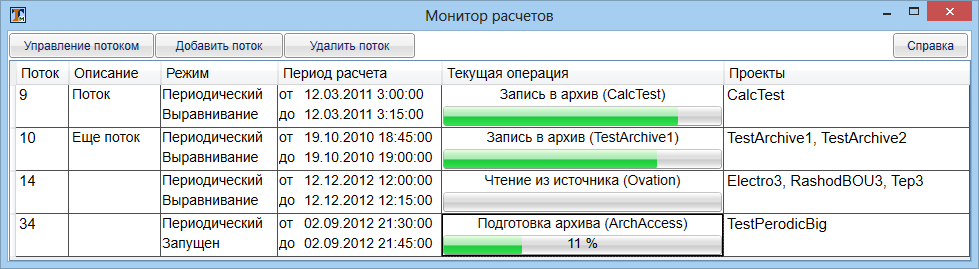 Монитор расчетов
Управление потоком Добавить поток Удалить поток Справка
Поток Описание Режим Период расчета Текущая операция Проекты
9 Поток Периодический от 12.03.2011 3:00:00 Запись в архив (CalcTest) CalcTest
Выравнивание до 12.03.2011 3:15:00
10 Еще поток Периодический от 19.10.2010 18:45:00 Запись в архив (TestArchive1) TestArchive1, TestArchive2
Выравнивание до 19.10.2010 19:00:00
14 Периодический от 12.12.2012 12:00:00 Чтение из источника (Ovation) Electro3, RashodBOU3, Tep3
Выравнивание до 12.12.2012 12:15:00
34 Периодический от 02.09.2012 21:30:00 Подготовка архива (ArchAccess) TestPerodicBig
Запущен до 02.09.2012 21:45:00 11 %